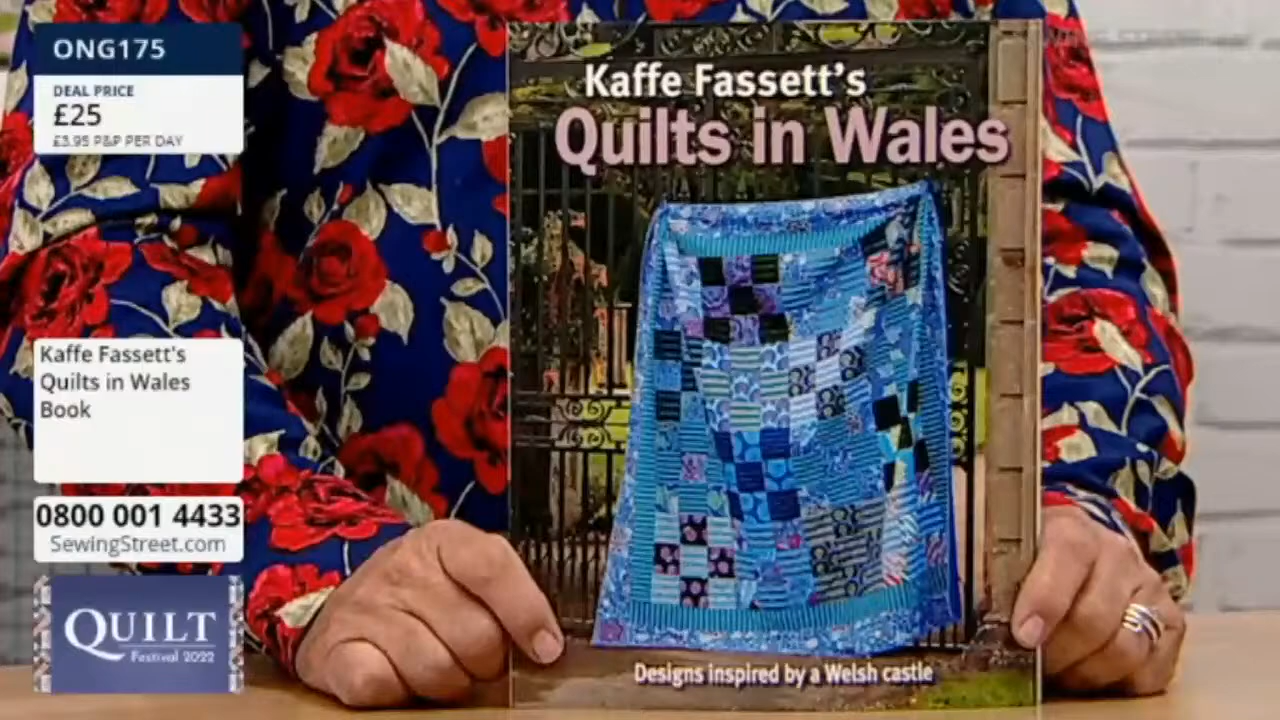 ONG175
DEAL PRICE
£25
£3.95 P&P PER DAY
Kaffe Fassett's
Quilts in Wales
Book
0800 001 4433
SewingStreet.com
QUILT
Festival 2022
Kaffe Fassett's
Quilts in Wales
Designs inspired by a Welsh castle